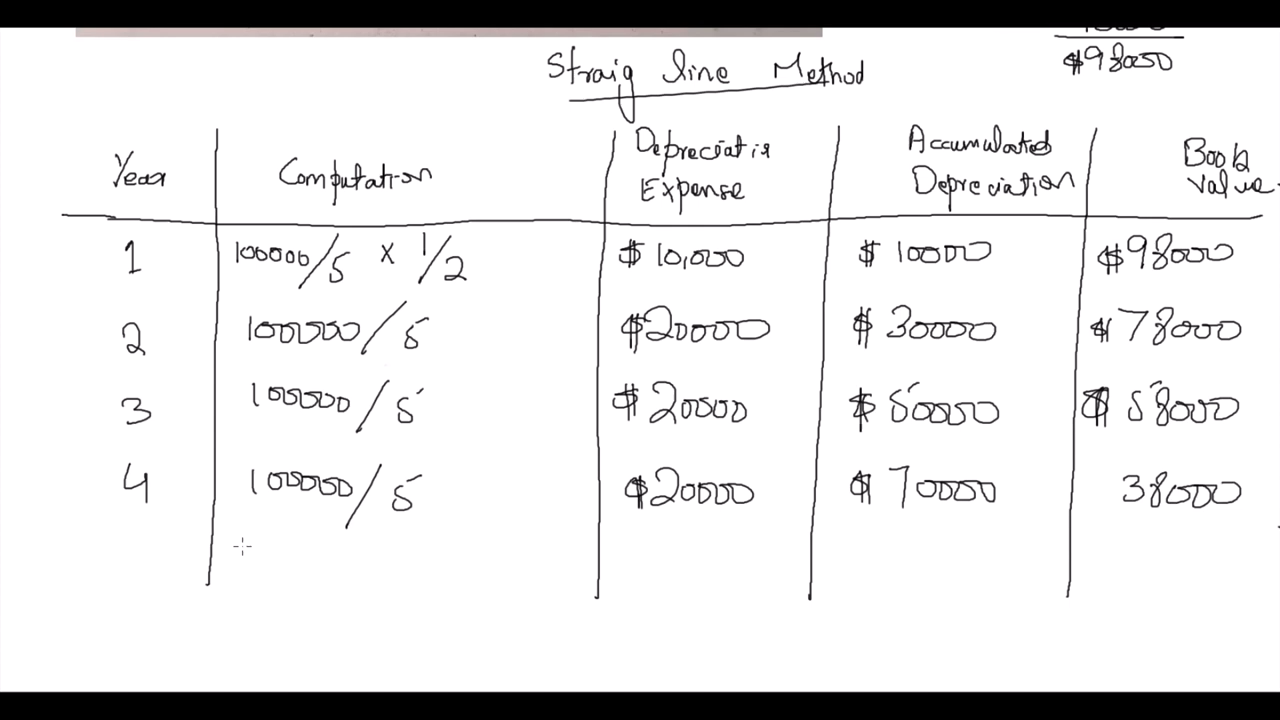 $98000
Straig line Method
Year Computation Depreciatin Expense Accumulated Depreciation Book Value
1 100000/5 x 1/2 $10,000 $10000 $98000
2 100000/5 $20000 $30000 $78000
3 100000/5 $20000 $50000 $58000
4 100000/5 $20000 $70000 38000